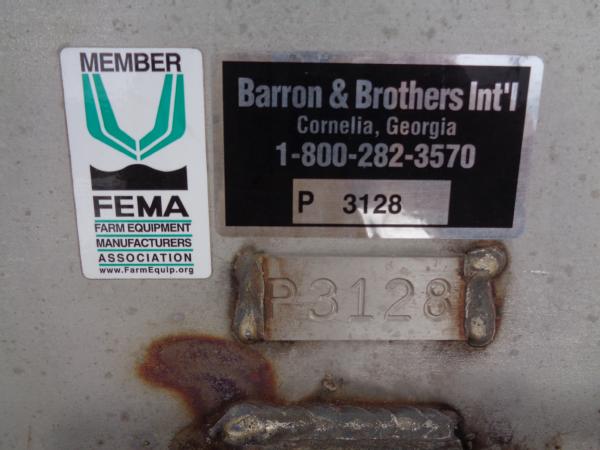 MEMBER
FEMA
FARM EQUIPMENT
MANUFACTURERS
ASSOCIATION
www.FarmEquip.org
Barron & Brothers Int'l
Cornelia, Georgia
1-800-282-3570
P 3128
P3128